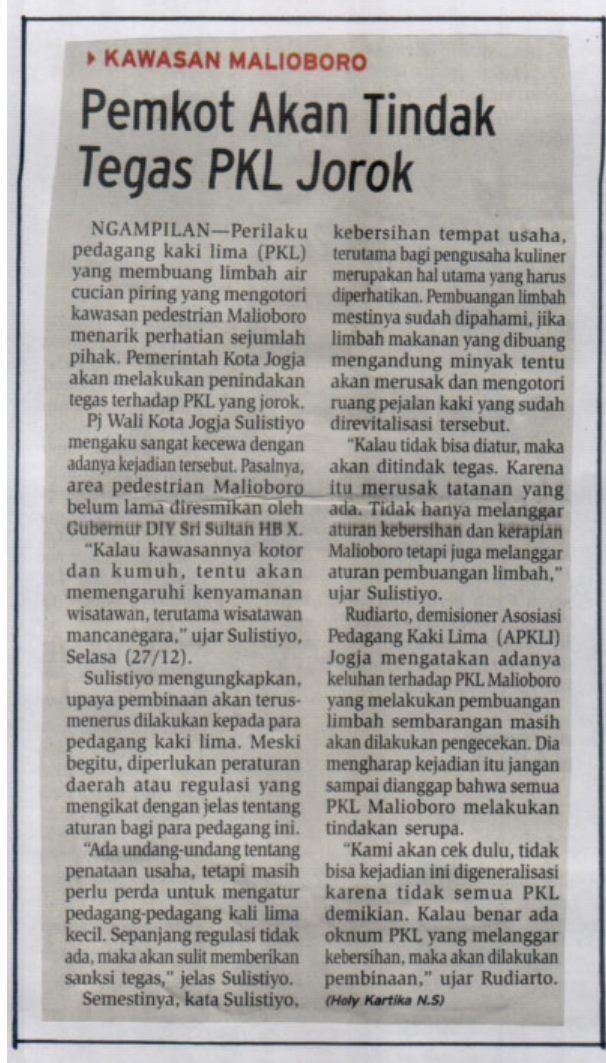 KAWASAN MALIOBORO
Pemkot Akan Tindak
Tegas PKL Jorok
NGAMPILAN—Perilaku
pedagang kaki lima (PKL)
yang membuang limbah air
cucian piring yang mengotori
kawasan pedestrian Malioboro
menarik perhatian sejumlah
pihak. Pemerintah Kota Jogja
akan melakukan penindakan
tegas terhadap PKL yang jorok.
Pj Wali Kota Jogja Sulistiyo
mengaku sangat kecewa dengan
adanya kejadian tersebut. Pasalnya,
area pedestrian Malioboro
belum lama diresmikan oleh
Gubernur DIY Sri Sultan HB X.
“Kalau kawasannya kotor
dan kumuh, tentu akan
memengaruhi kenyamanan
wisatawan, terutama wisatawan
mancanegara,” ujar Sulistiyo,
Selasa (27/12).
Sulistiyo mengungkapkan,
upaya pembinaan akan terus-
menerus dilakukan kepada para
pedagang kaki lima. Meski
begitu, diperlukan peraturan
daerah atau regulasi yang
mengikat dengan jelas tentang
aturan bagi para pedagang ini.
“Ada undang-undang tentang
penataan usaha, tetapi masih
perlu perda untuk mengatur
pedagang-pedagang kali lima
kecil. Sepanjang regulasi tidak
ada, maka akan sulit memberikan
sanksi tegas,” jelas Sulistiyo.
Semestinya, kata Sulistiyo,
kebersihan tempat usaha,
terutama bagi pengusaha kuliner
merupakan hal utama yang harus
diperhatikan. Pembuangan limbah
mestinya sudah dipahami, jika
limbah makanan yang dibuang
mengandung minyak tentu
akan merusak dan mengotori
ruang pejalan kaki yang sudah
direvitalisasi tersebut.
“Kalau tidak bisa diatur, maka
akan ditindak tegas. Karena
itu merusak tatanan yang
ada. Tidak hanya melanggar
aturan kebersihan dan kerapian
Malioboro tetapi juga melanggar
aturan pembuangan limbah,”
ujar Sulistiyo.
Rudiarto, demisioner Asosiasi
Pedagang Kaki Lima (APKLI)
Jogja mengatakan adanya
keluhan terhadap PKL Malioboro
yang melakukan pembuangan
limbah sembarangan masih
akan dilakukan pengecekan. Dia
mengharap kejadian itu jangan
sampai dianggap bahwa semua
PKL Malioboro melakukan
tindakan serupa.
“Kami akan cek dulu, tidak
bisa kejadian ini digeneralisasi
karena tidak semua PKL
demikian. Kalau benar ada
oknum PKL yang melanggar
kebersihan, maka akan dilakukan
pembinaan,” ujar Rudiarto.
(Holy Kartika N.S)